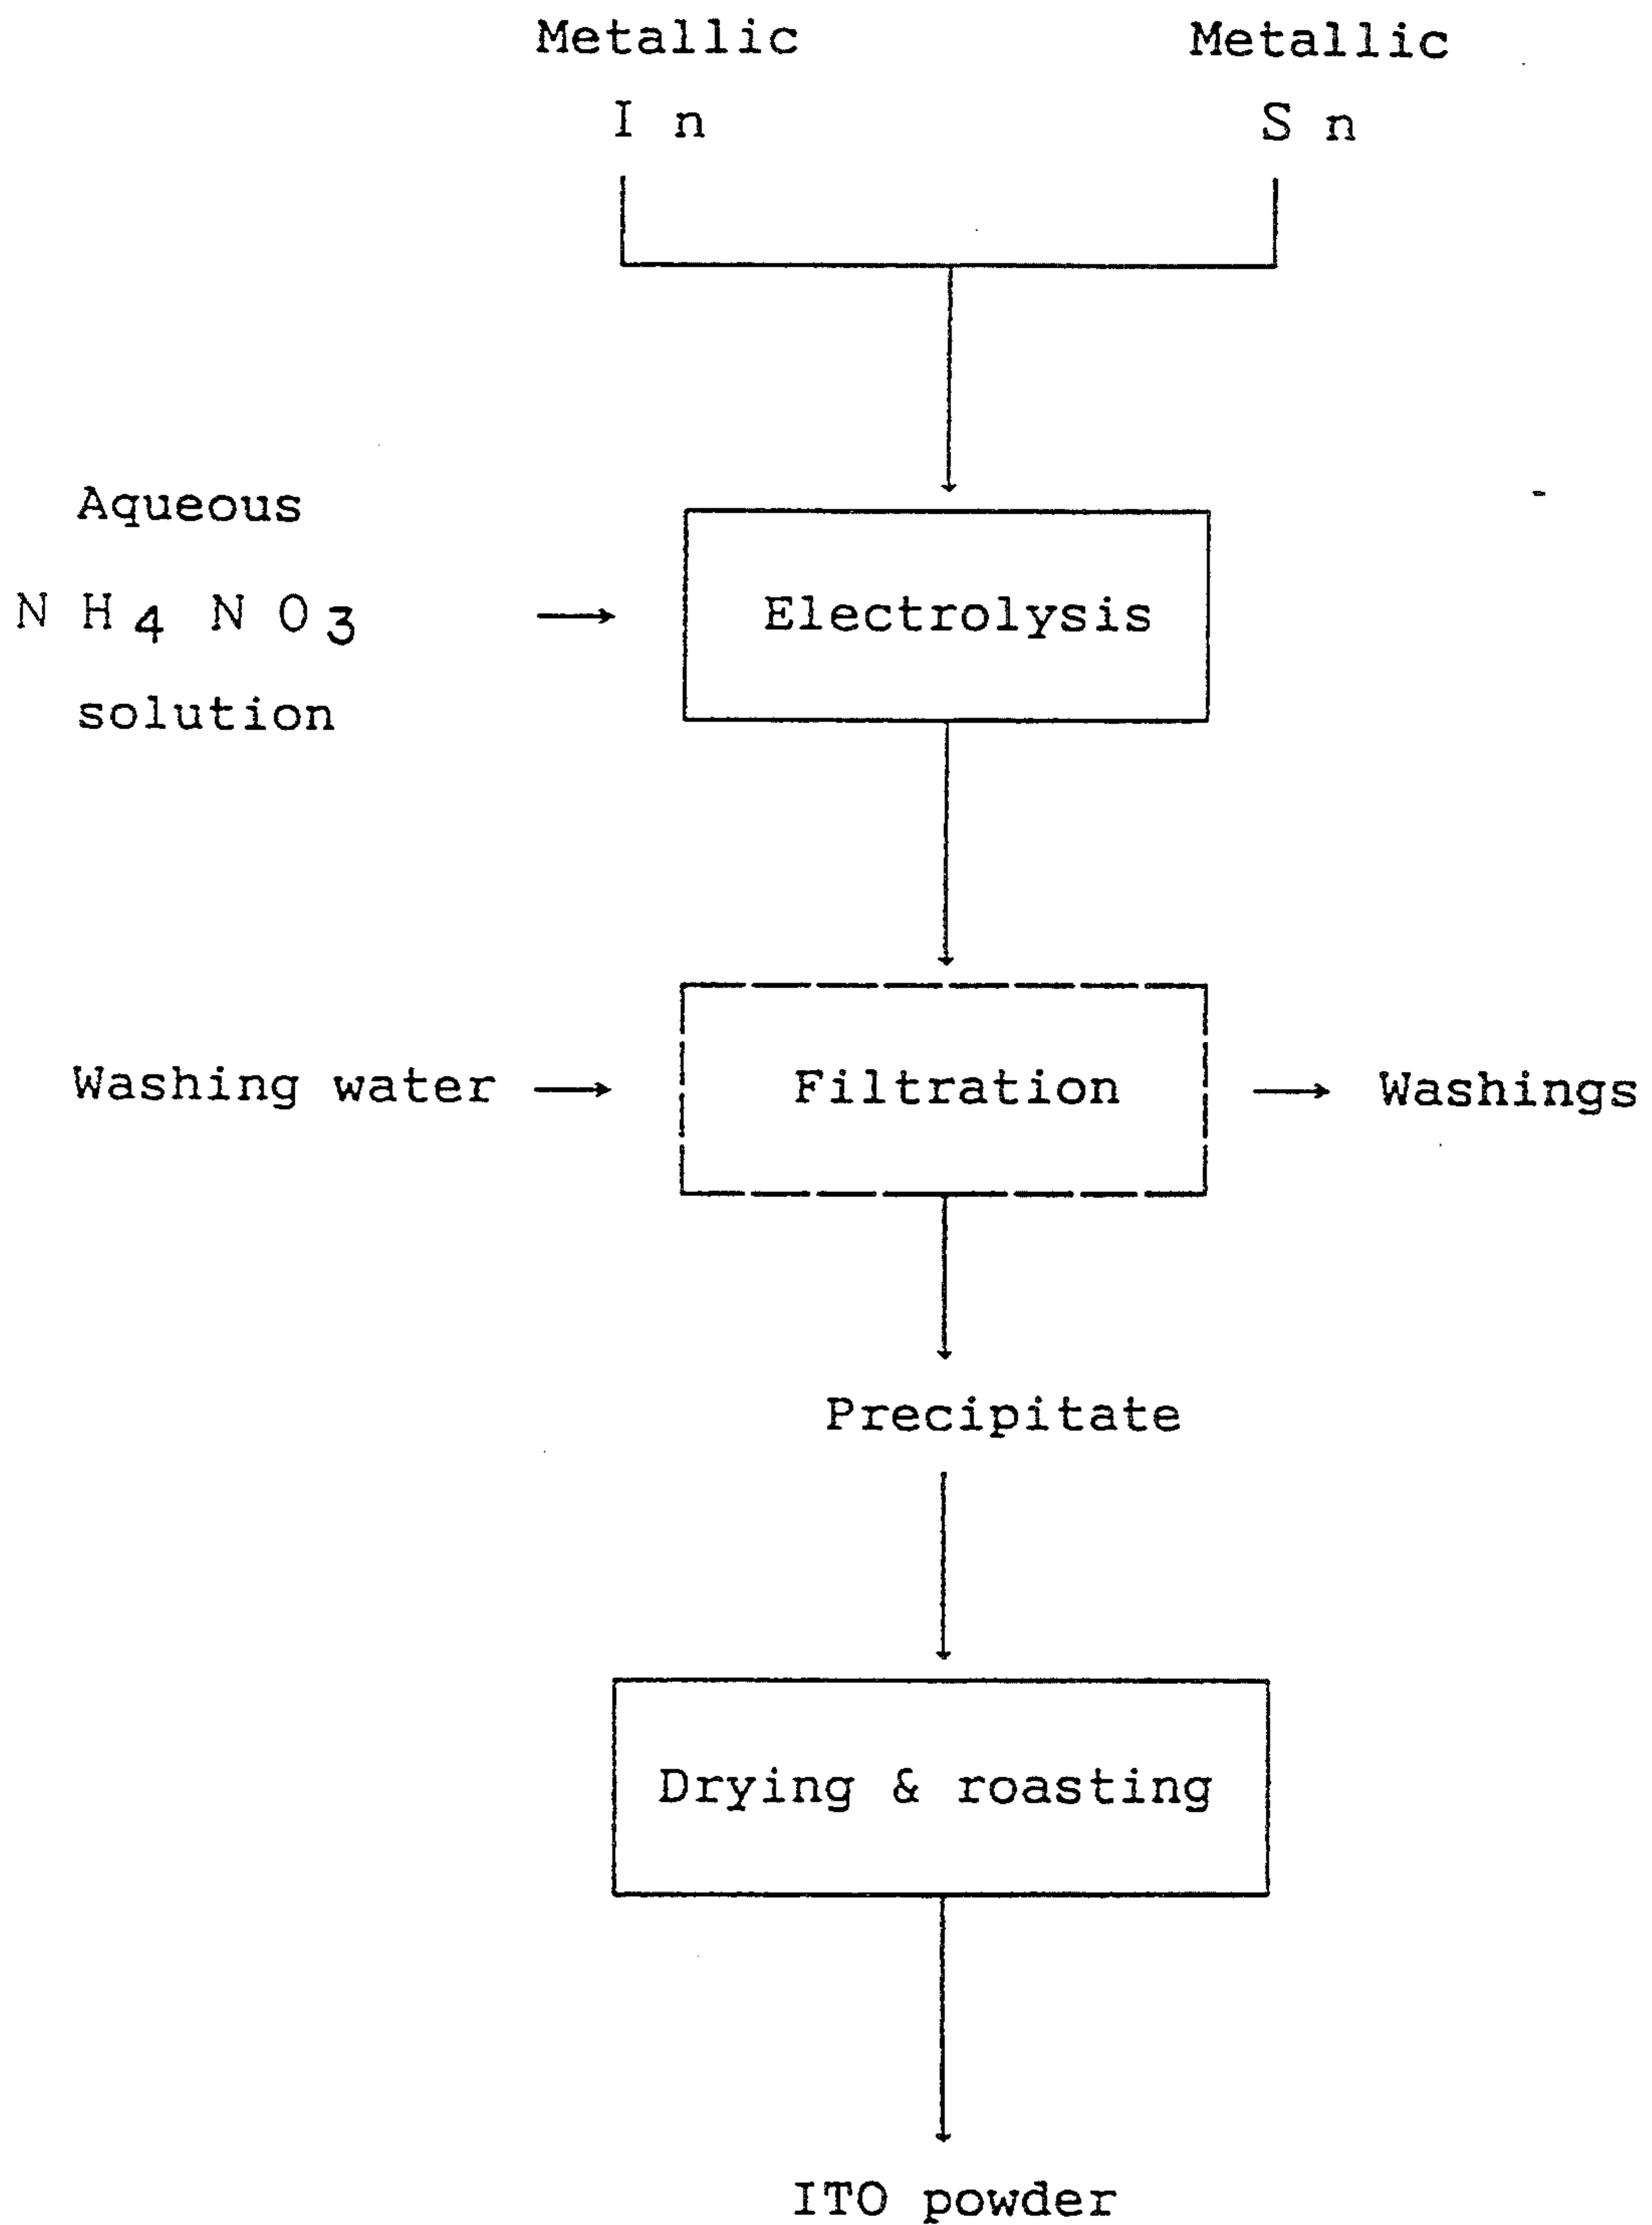 Metallic Metallic
In Sn
Aqueous
NH4NO3 Electrolysis
solution
Washing water Filtration Washings
Precipitate
Drying & roasting
ITO powder